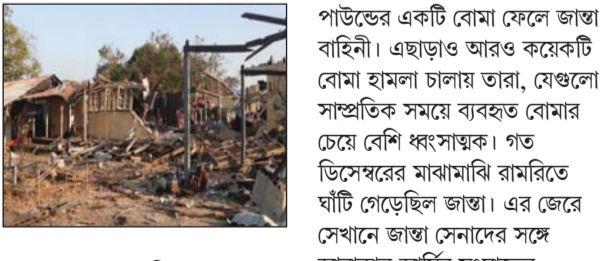 পাউন্ডের একটি বোমা ফেলে জান্তা
বাহিনী। এছাড়াও আরও কয়েকটি
বোমা হামলা চালায় তারা, যেগুলো
সাম্প্রতিক সময়ে ব্যবহৃত বোমার
চেয়ে বেশি ধ্বংসাত্মক। গত
ডিসেম্বরের মাঝামাঝি রামরিতে
ঘাঁটি গেড়েছিল জান্তা। এর জেরে
সেখানে জান্তা সেনাদের সঙ্গে